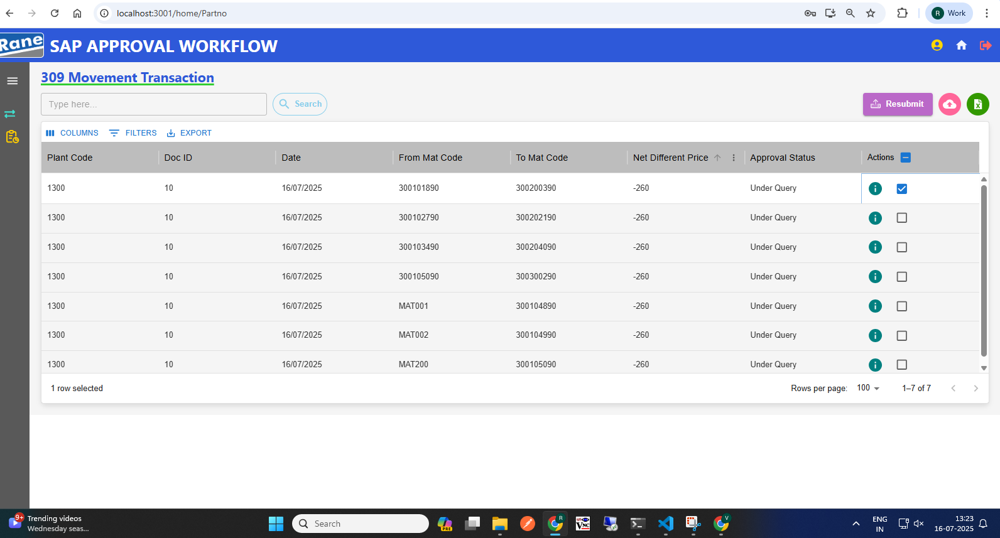 localhost:3001/home/Partno
R Work
Rane SAP APPROVAL WORKFLOW
309 Movement Transaction
Type here...
Search
Resubmit
COLUMNS FILTERS EXPORT
Plant Code Doc ID Date From Mat Code To Mat Code Net Different Price Approval Status Actions
1300 10 16/07/2025 300101890 300200390 -260 Under Query
1300 10 16/07/2025 300102790 300202190 -260 Under Query
1300 10 16/07/2025 300103490 300204090 -260 Under Query
1300 10 16/07/2025 300105090 300300290 -260 Under Query
1300 10 16/07/2025 MAT001 300104890 -260 Under Query
1300 10 16/07/2025 MAT002 300104990 -260 Under Query
1300 10 16/07/2025 MAT200 300105090 -260 Under Query
1 row selected
Rows per page: 100 1–7 of 7
9+
Trending videos
Wednesday seas...
Search
PRE
R
VNC
V
ENG
IN
13:23
16-07-2025